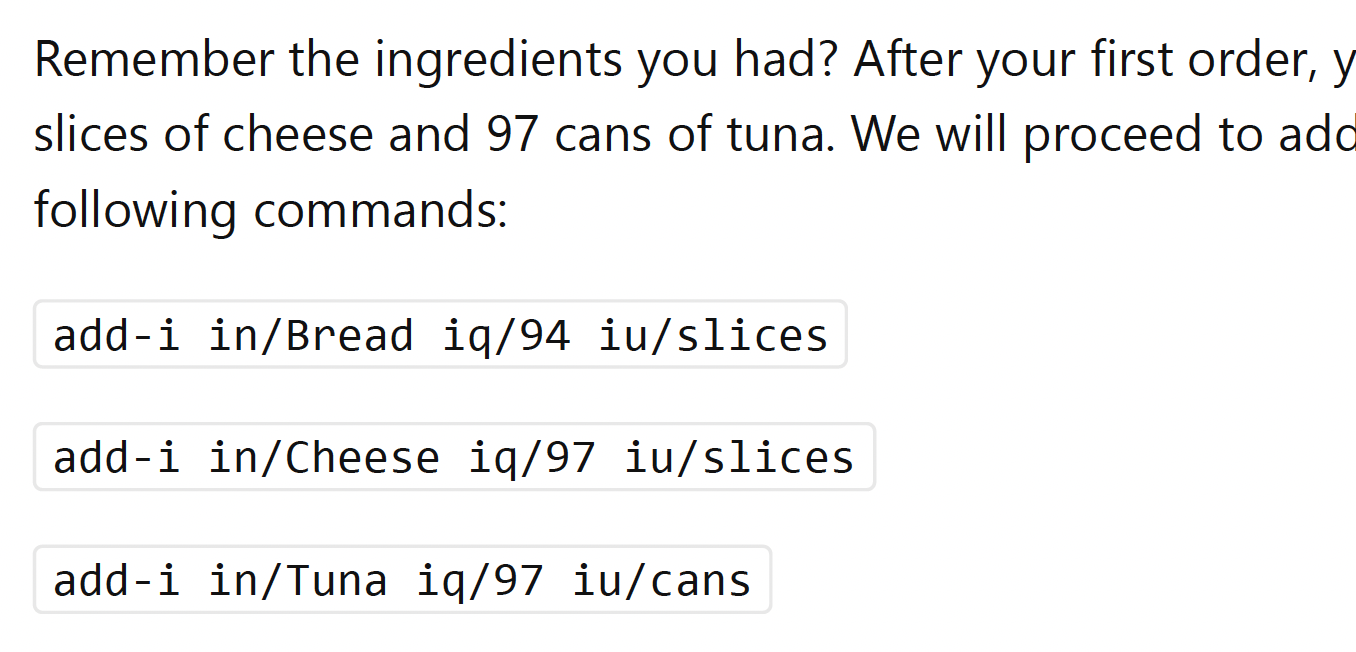 Remember the ingredients you had? After your first order,
slices of cheese and 97 cans of tuna. We will proceed to add
following commands:
add-i in/Bread iq/94 iu/slices
add-i in/Cheese iq/97 iu/slices
add-i in/Tuna iq/97 iu/cans